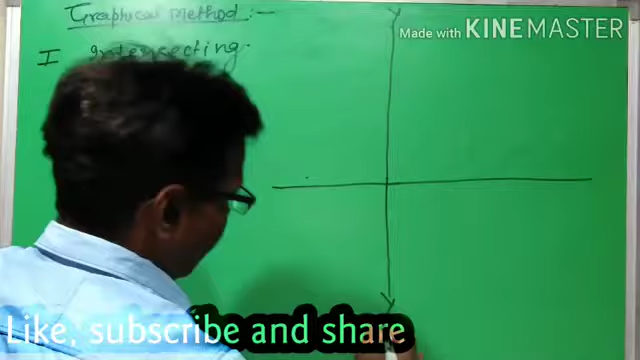 Graphical Method :-
Made with KINEMASTER
I Intersecting
Like, subscribe and share